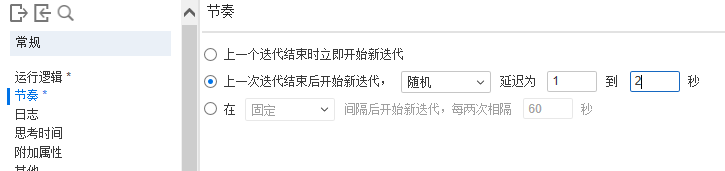 常规
运行逻辑 *
节奏 *
日志
思考时间
附加属性
其他
节奏
上一个迭代结束时立即开始新迭代
上一次迭代结束后开始新迭代， 随机 延迟为 1 到 2 秒
在 固定 间隔后开始新迭代，每两次相隔 60 秒